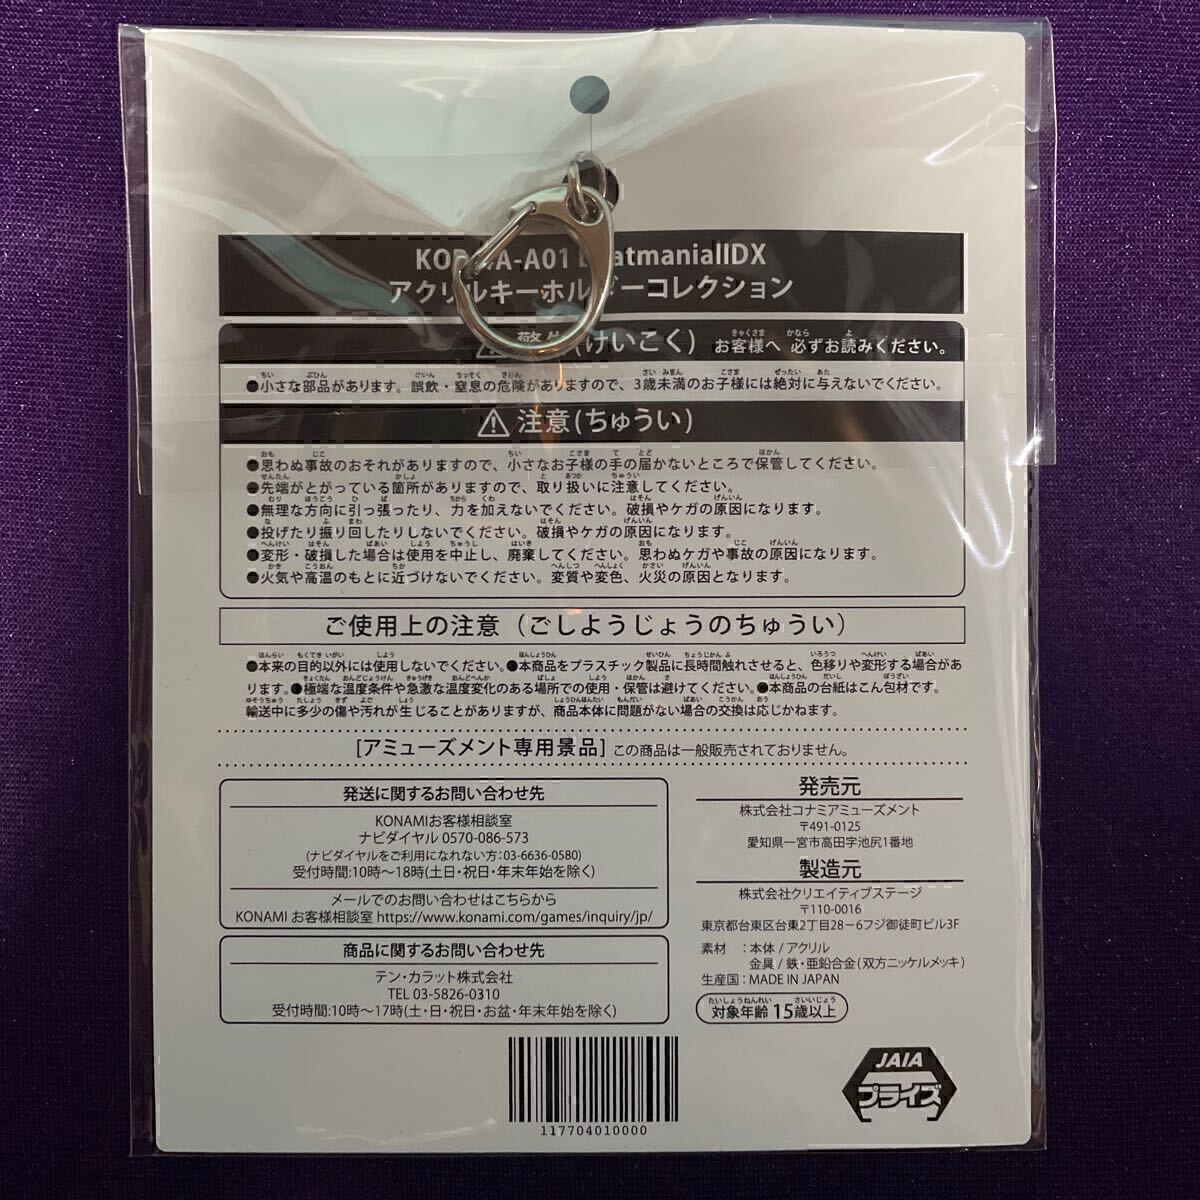 atmaniaIIDX
コレクション
(けいこく) お客様へ 必ずお読みください。
●小さな部品があります。誤飲・窒息の危険がありますので、3歳未満のお子様には絶対に与えないでください。
注意(ちゅうい)
●思わぬ事故のおそれがありますので、小さなお子様の手の届かないところで保管してください。
●先端がとがっている箇所がありますので、取り扱いに注意してください。
●無理な方向に引っ張ったり、力を加えないでください。破損やケガの原因になります。
●投げたり振り回したりしないでください。破損やケガの原因になります。
●変形・破損した場合は使用を中止し、廃棄してください。思わぬケガや事故の原因になります。
●火気や高温のもとに近づけないでください。変質や変色、火災の原因となります。
ご使用上の注意(ごしようじょうのちゅうい)
●本来の目的以外には使用しないでください。●本商品をプラスチック製品に長時間触れさせると、色移りや変形する場合があ
ります。●極端な温度条件や急激な温度変化のある場所での使用・保管は避けてください。●本商品の台紙はこん包材です。
輸送中に多少の傷や汚れが生じることがありますが、商品本体に問題がない場合の交換は応じかねます。
[アミューズメント専用景品] この商品は一般販売されておりません。
発送に関するお問い合わせ先
KONAMIお客様相談室
ナビダイヤル 0570-086-573
(ナビダイヤルをご利用になれない方:03-6636-0580)
受付時間:10時〜18時(土日・祝日・年末年始を除く)
メールでのお問い合わせはこちらから
KONAMI お客様相談室 https://www.konami.com/games/inquiry/jp/
商品に関するお問い合わせ先
テン・カラット株式会社
TEL 03-5826-0310
受付時間:10時〜17時(土・日・祝日・お盆・年末年始を除く)
発売元
株式会社コナミアミューズメント
〒491-0125
愛知県一宮市高田字池尻1番地
製造元
株式会社クリエイティブステージ
〒110-0016
東京都台東区台東2丁目28−6フジ御徒町ビル3F
素材 :本体/アクリル
金具/鉄・亜鉛合金(双方ニッケルメッキ)
生産国:MADE IN JAPAN
対象年齢 15歳以上
JAIA
プライズ
117704010000